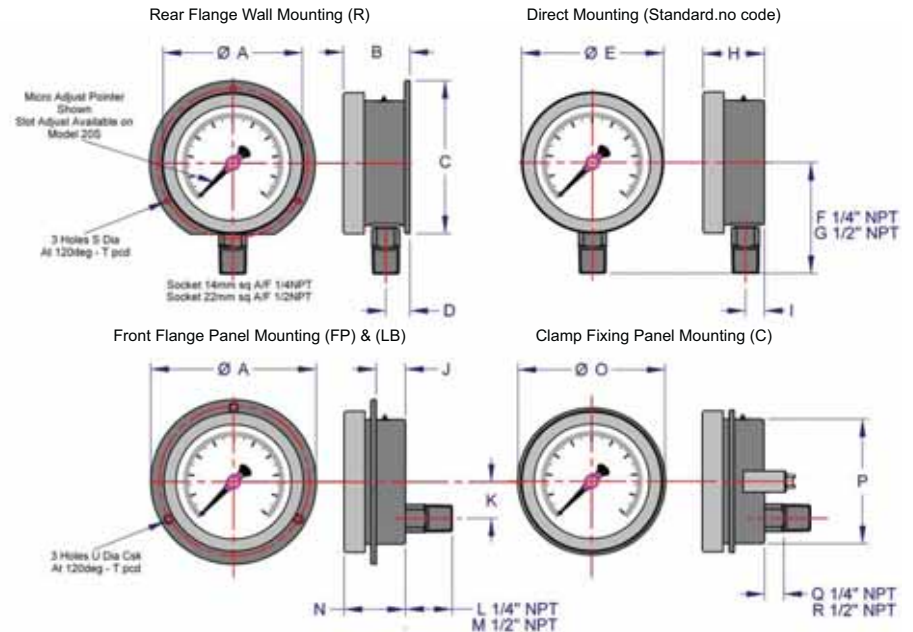 Rear Flange Wall Mounting (R)
Direct Mounting (Standard.no code)
Ø A
B
Micro Adjust Pointer
Shown
Slot Adjust Available on
Model 20S
C
3 Holes S Dia
At 120deg - T pcd
Socket 14mm sq A/F 1/4NPT
Socket 22mm sq A/F 1/2NPT
D
Ø E
H
F 1/4" NPT
G 1/2" NPT
I
Front Flange Panel Mounting (FP) & (LB)
Clamp Fixing Panel Mounting (C)
Ø A
J
K
3 Holes U Dia Csk
At 120deg - T pcd
N
L 1/4" NPT
M 1/2" NPT
Ø O
P
Q 1/4" NPT
R 1/2" NPT